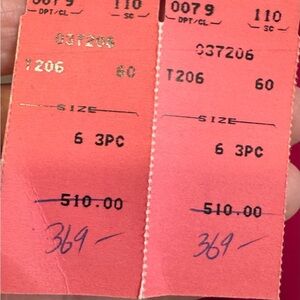 0079 110
DPT/CL SC
037206
T206 60
SIZE
6 3PC
510.00
369-
0079 110
DPT/CL SC
037206
T206 60
SIZE
6 3PC
510.00
369-